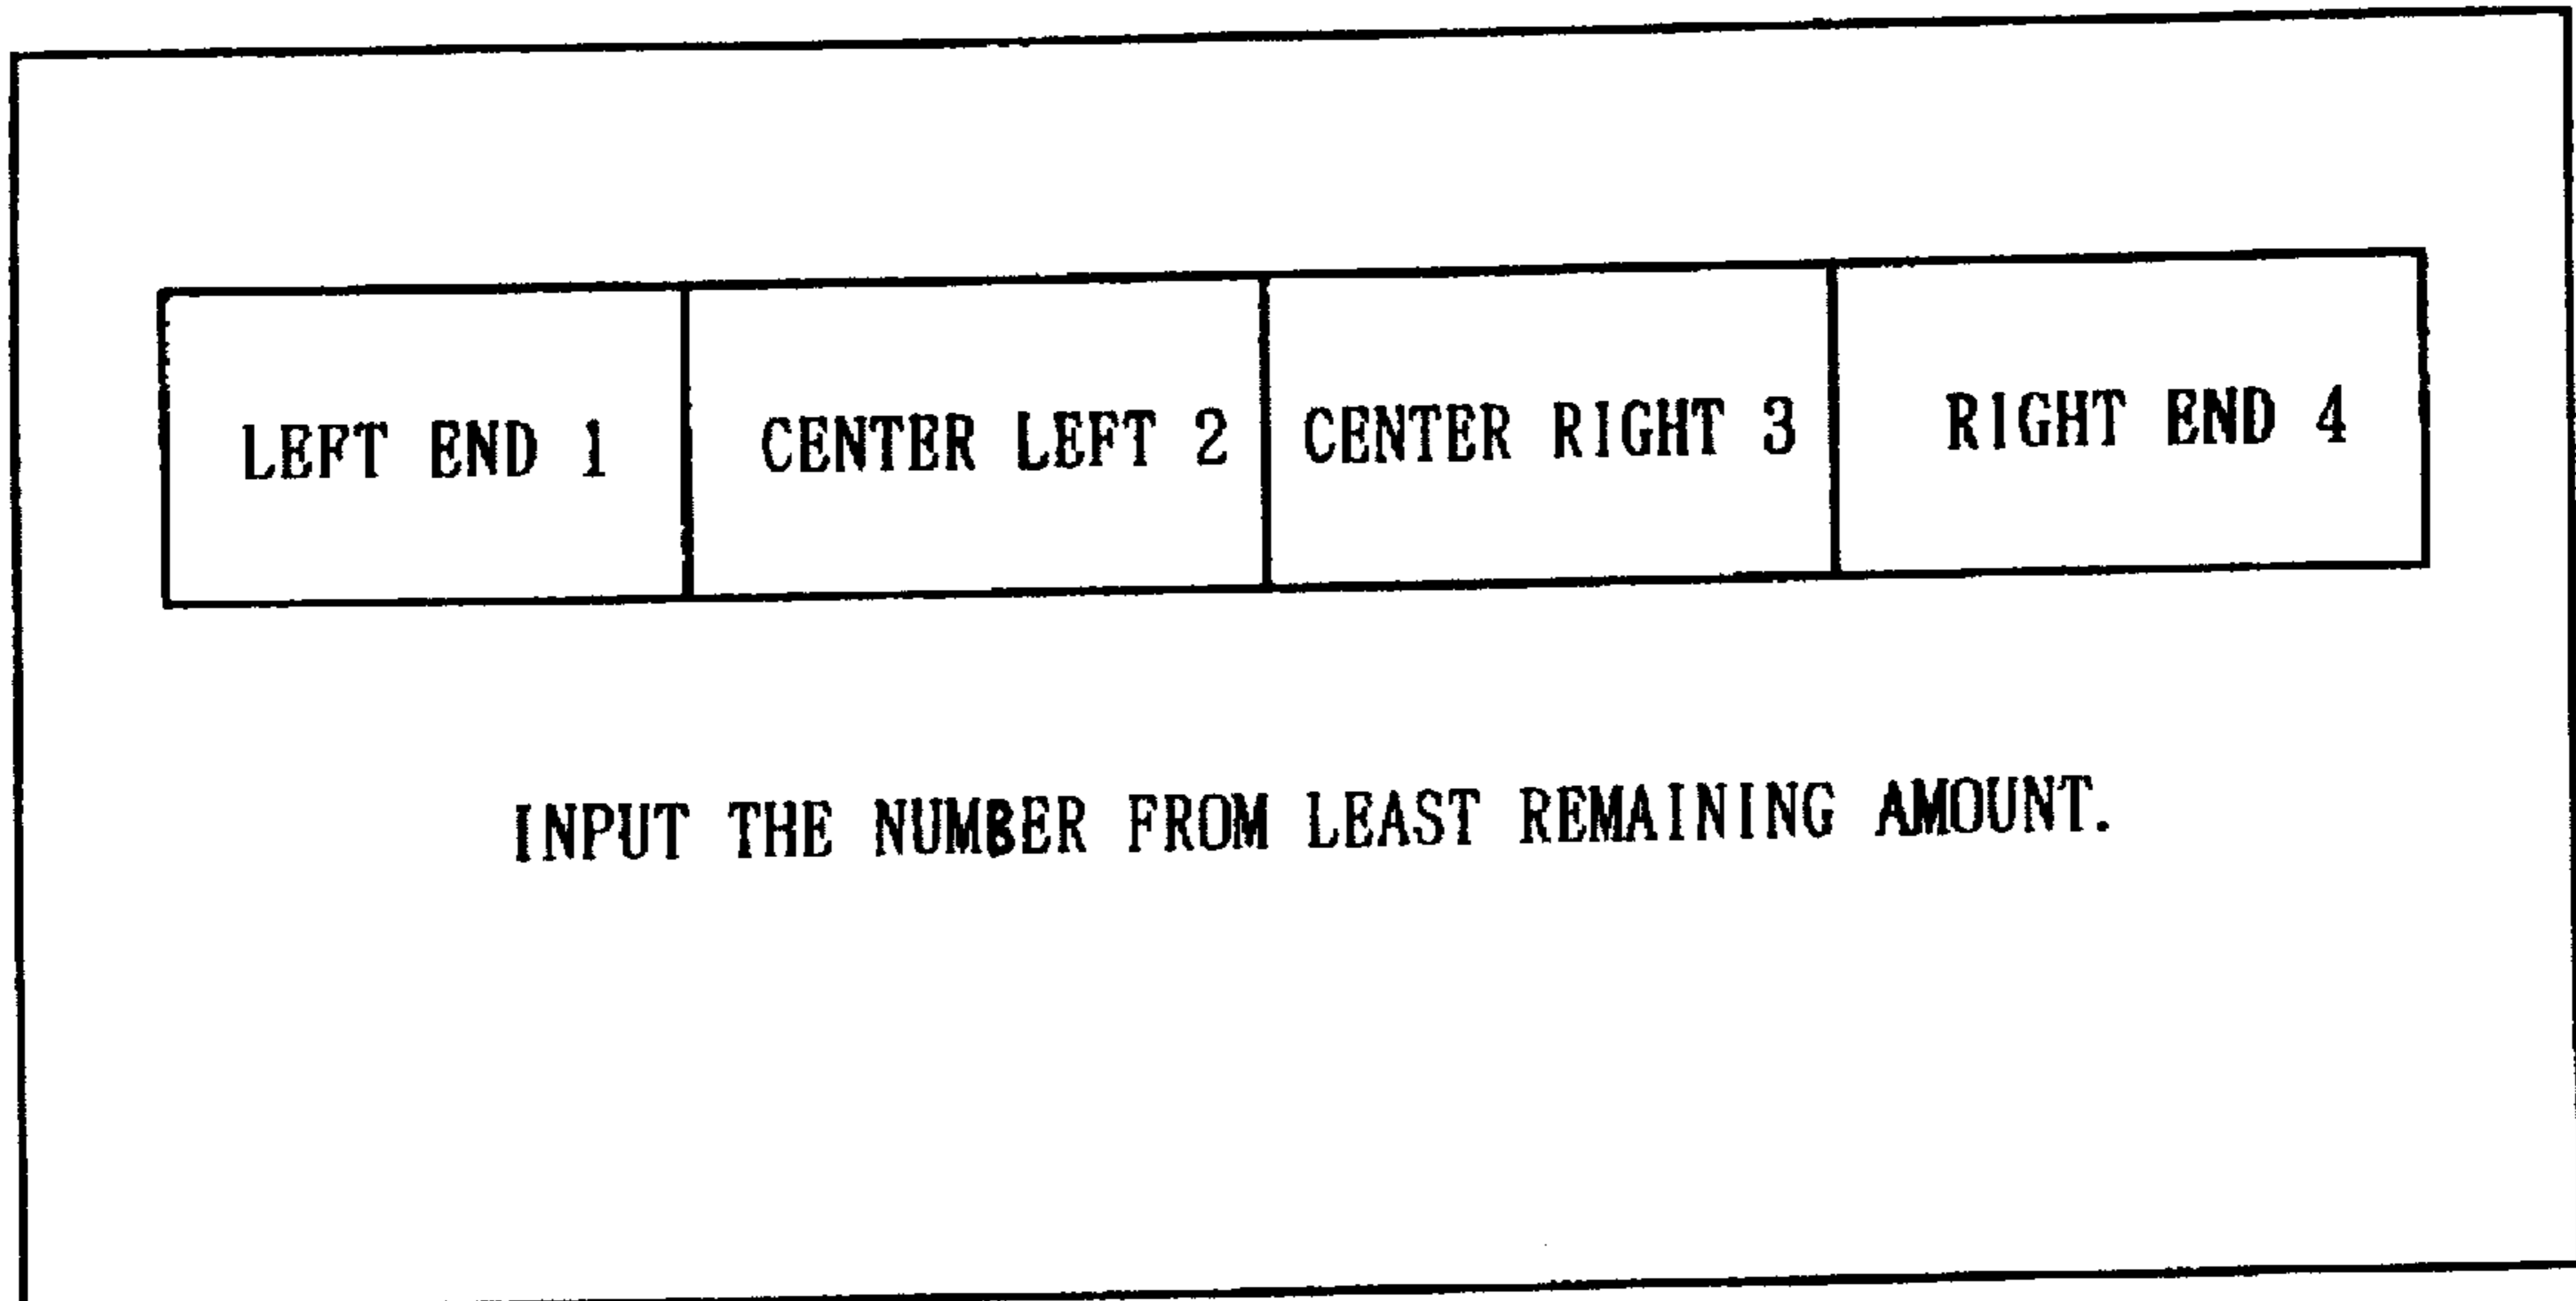 LEFT END 1 CENTER LEFT 2 CENTER RIGHT 3 RIGHT END 4
INPUT THE NUMBER FROM LEAST REMAINING AMOUNT.